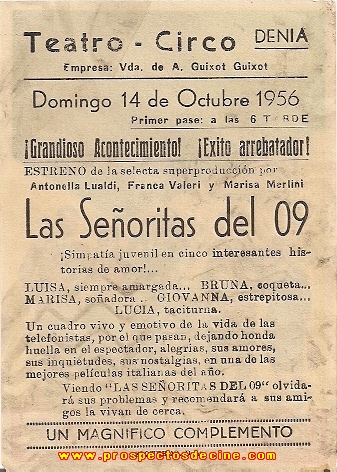 Teatro - Circo DENIA
Empresa: Vda. de A. Guixot Guixot
Domingo 14 de Octubre 1956
Primer pase: a las 6 T RDE
¡Grandioso Acontecimiento! ¡Exito arrebatador!
ESTRENO de la selecta superproducción por
Antonella Lualdi, Franca Valeri y Marisa Merlini
Las Señoritas del 09
¡Simpatía juvenil en cinco interesantes his-
torias de amor!...
LUISA, siempre amargada... BRUNA, coqueta...
MARISA, soñadora .. GIOVANNA, estrepitosa...
LUCIA, taciturna.
Un cuadro vivo y emotivo de la vida de las
telefonistas, por el que pasan, dejando honda
huella en el espectador, alegrias, sus amores,
sus inquietudes, sus nostalgias, en una de las
mejores películas italianas del año.
Viendo "LAS SEÑORITAS DEL 09" olvida-
rá sus problemas y recomendará a sus ami-
gos la vivan de cerca.
UN MAGNIFICO COMPLEMENTO
www.prospectosdecine.com